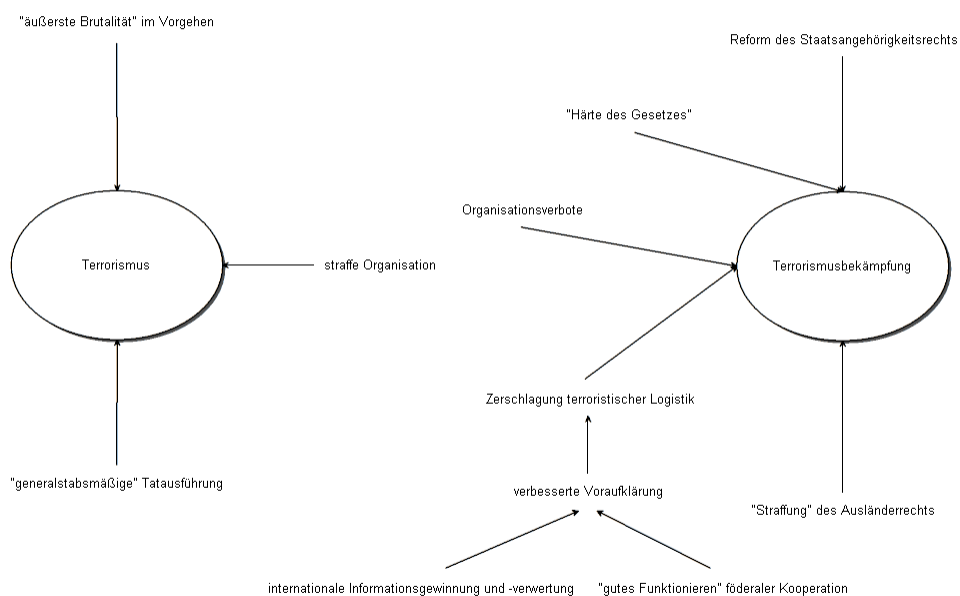 "äußerste Brutalität" im Vorgehen
Reform des Staatsangehörigkeitsrechts
"Härte des Gesetzes"
Organisationsverbote
Terrorismus
straffe Organisation
Terrorismusbekämpfung
Zerschlagung terroristischer Logistik
"generalstabsmäßige" Tatausführung
verbesserte Voraufklärung
"Straffung" des Ausländerrechts
internationale Informationsgewinnung und -verwertung
"gutes Funktionieren" föderaler Kooperation